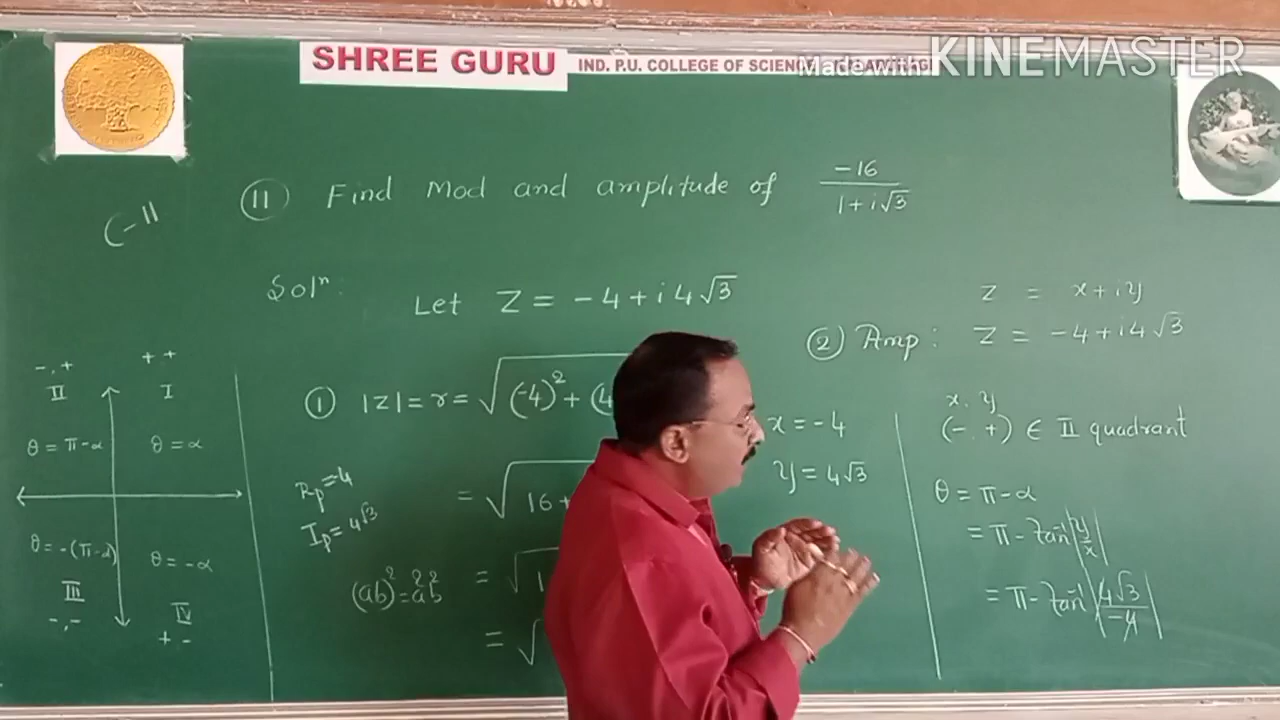 SHREE GURU IND. P.U. COLLEGE OF SCIENCE
Made with KINEMASTER
C-11
(11) Find Mod and amplitude of -16/(1+i√3)
Solⁿ: Let Z = -4+i4√3
(1) |Z| = r = √(-4)²+(4
= √16+
(ab)² = a²b²
= √1
= √
Rp = -4
Ip = 4√3
-,+
II
θ = π-α
++
I
θ = α
θ = -(π-α)
III
-,-
θ = -α
IV
+-
z = x+iy
(2) Amp: Z = -4+i4√3
x = -4
y = 4√3
x, y
(-, +) ∈ II quadrant
θ = π-α
= π-tan⁻¹|y/x|
= π-tan⁻¹|4√3/-4|